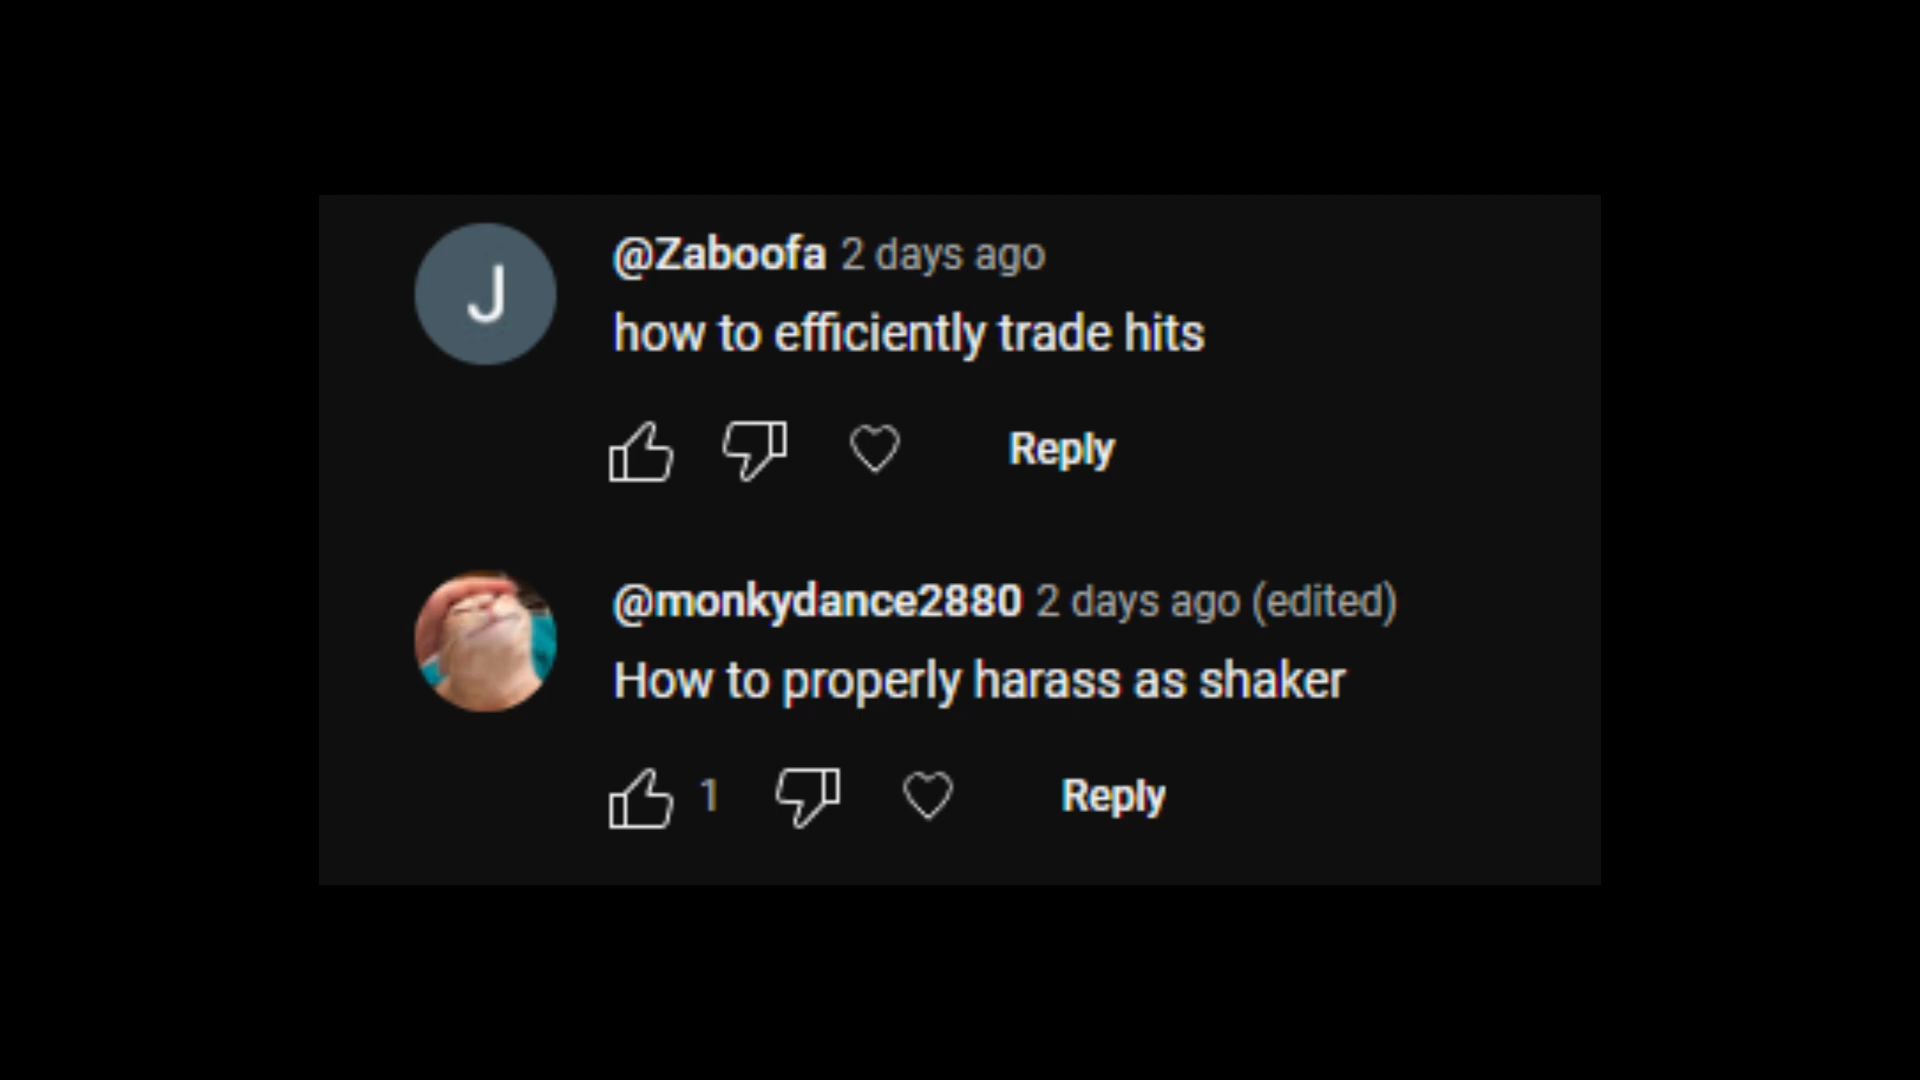 J
@Zaboofa 2 days ago
how to efficiently trade hits
Reply
@monkydance2880 2 days ago (edited)
How to properly harass as shaker
1 Reply